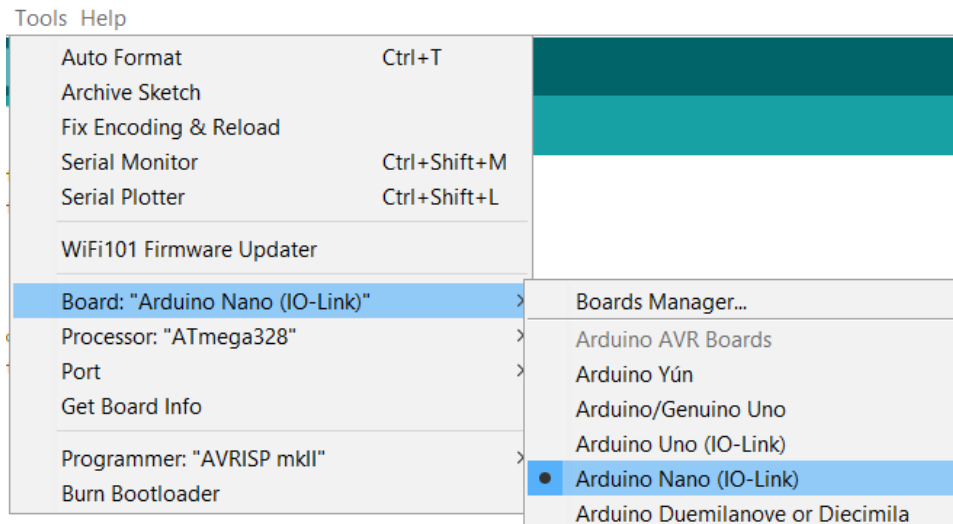 Tools Help
Auto Format Ctrl+T
Archive Sketch
Fix Encoding & Reload
Serial Monitor Ctrl+Shift+M
Serial Plotter Ctrl+Shift+L
WiFi101 Firmware Updater
Board: "Arduino Nano (IO-Link)"
Processor: "ATmega328"
Port
Get Board Info
Programmer: "AVRISP mkII"
Burn Bootloader
Boards Manager...
Arduino AVR Boards
Arduino Yún
Arduino/Genuino Uno
Arduino Uno (IO-Link)
Arduino Nano (IO-Link)
Arduino Duemilanove or Diecimila